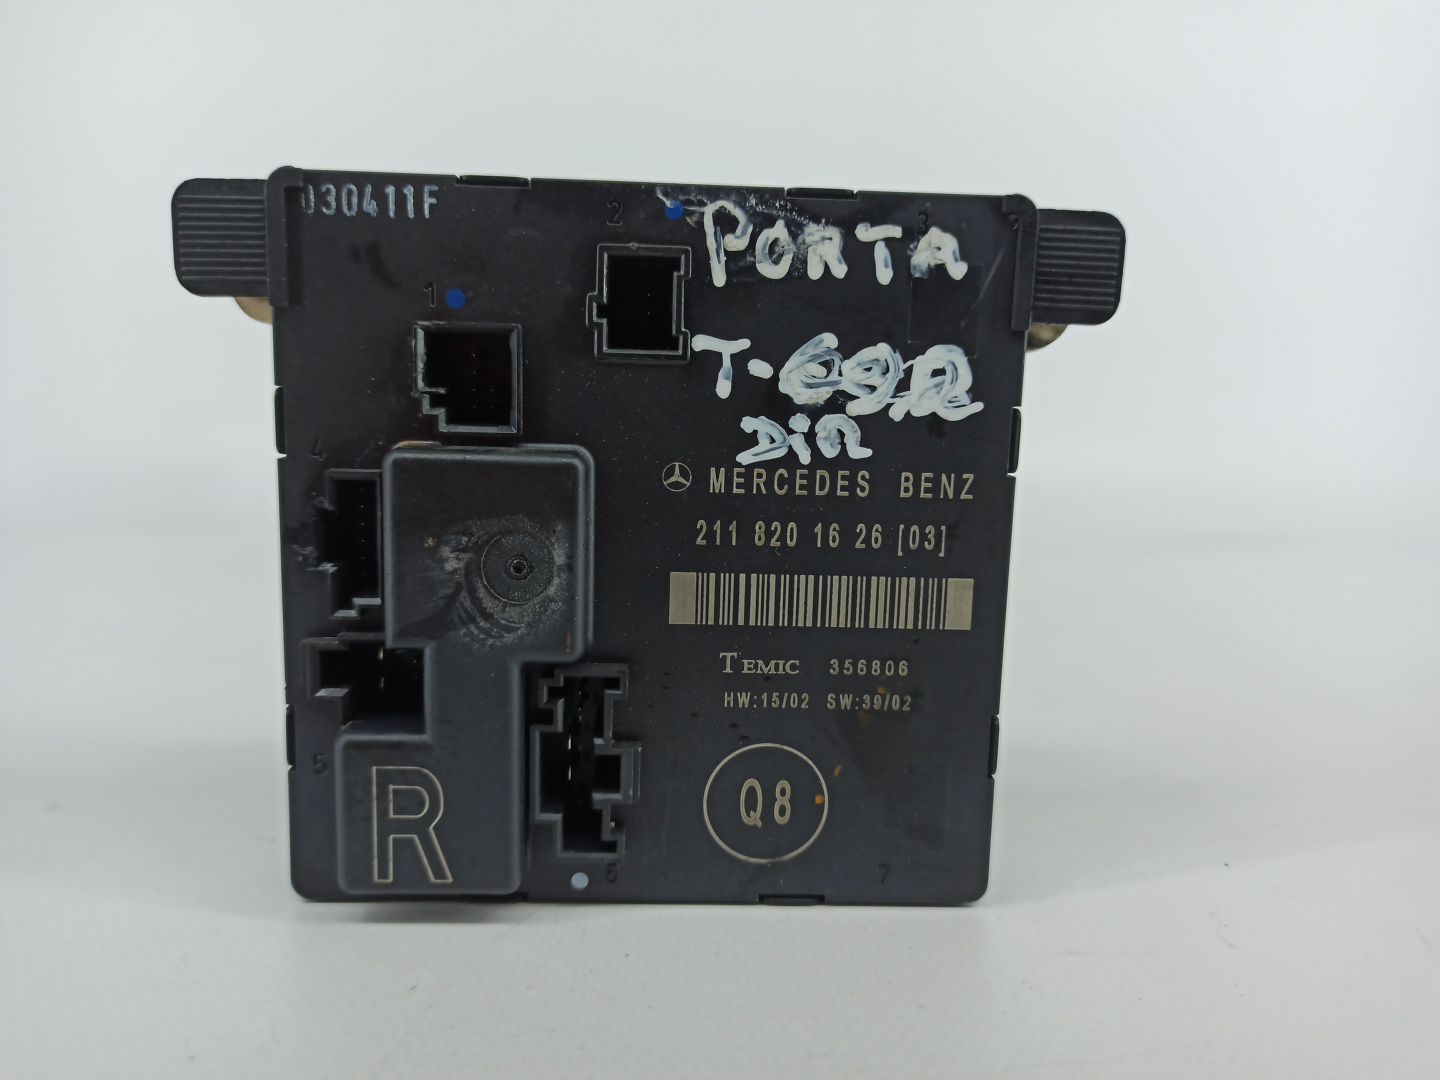 030411F
2
3
PORTA
1
4
MERCEDES BENZ
211 820 16 26 [03]
TEMIC 356806
HW:15/02 SW:39/02
5
R
Q8
6
7